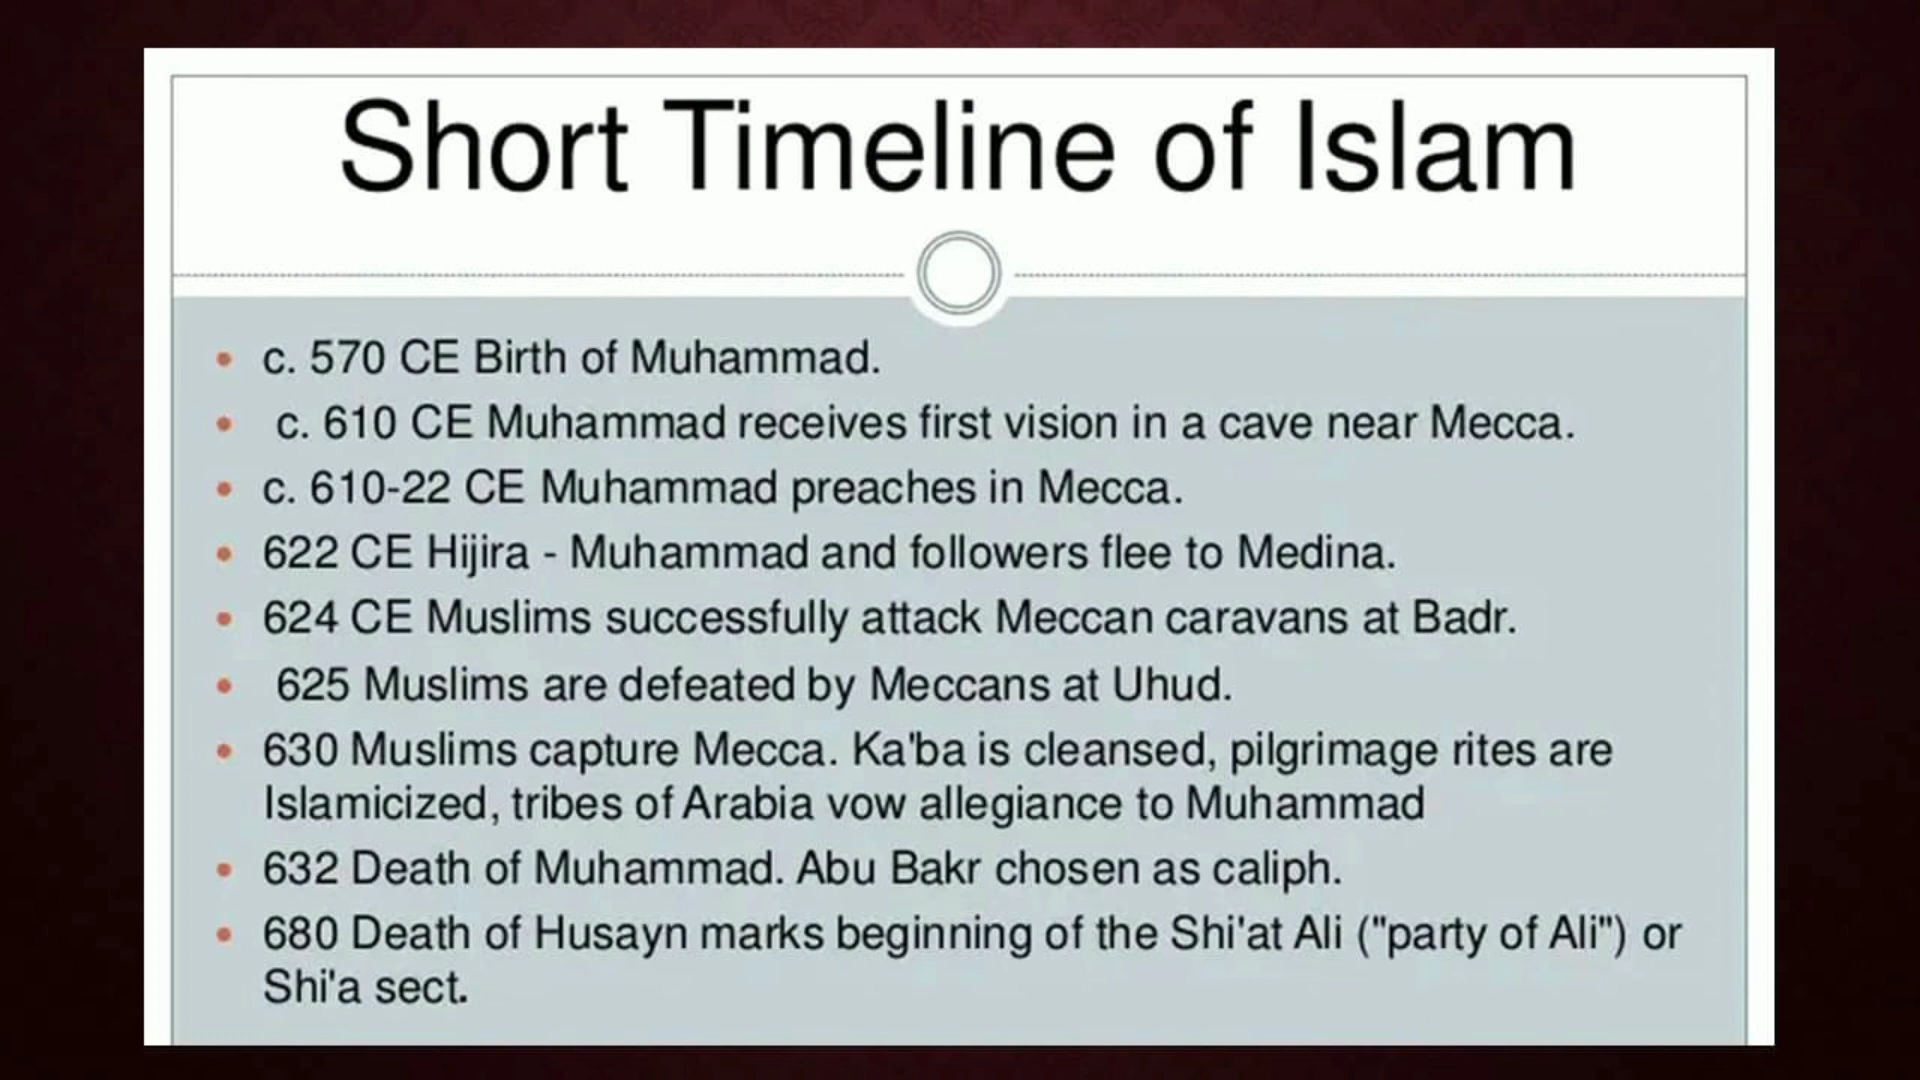 Short Timeline of Islam
• c. 570 CE Birth of Muhammad.
• c. 610 CE Muhammad receives first vision in a cave near Mecca.
• c. 610-22 CE Muhammad preaches in Mecca.
• 622 CE Hijira - Muhammad and followers flee to Medina.
• 624 CE Muslims successfully attack Meccan caravans at Badr.
• 625 Muslims are defeated by Meccans at Uhud.
• 630 Muslims capture Mecca. Ka'ba is cleansed, pilgrimage rites are
Islamicized, tribes of Arabia vow allegiance to Muhammad
• 632 Death of Muhammad. Abu Bakr chosen as caliph.
• 680 Death of Husayn marks beginning of the Shi'at Ali ("party of Ali") or
Shi'a sect.